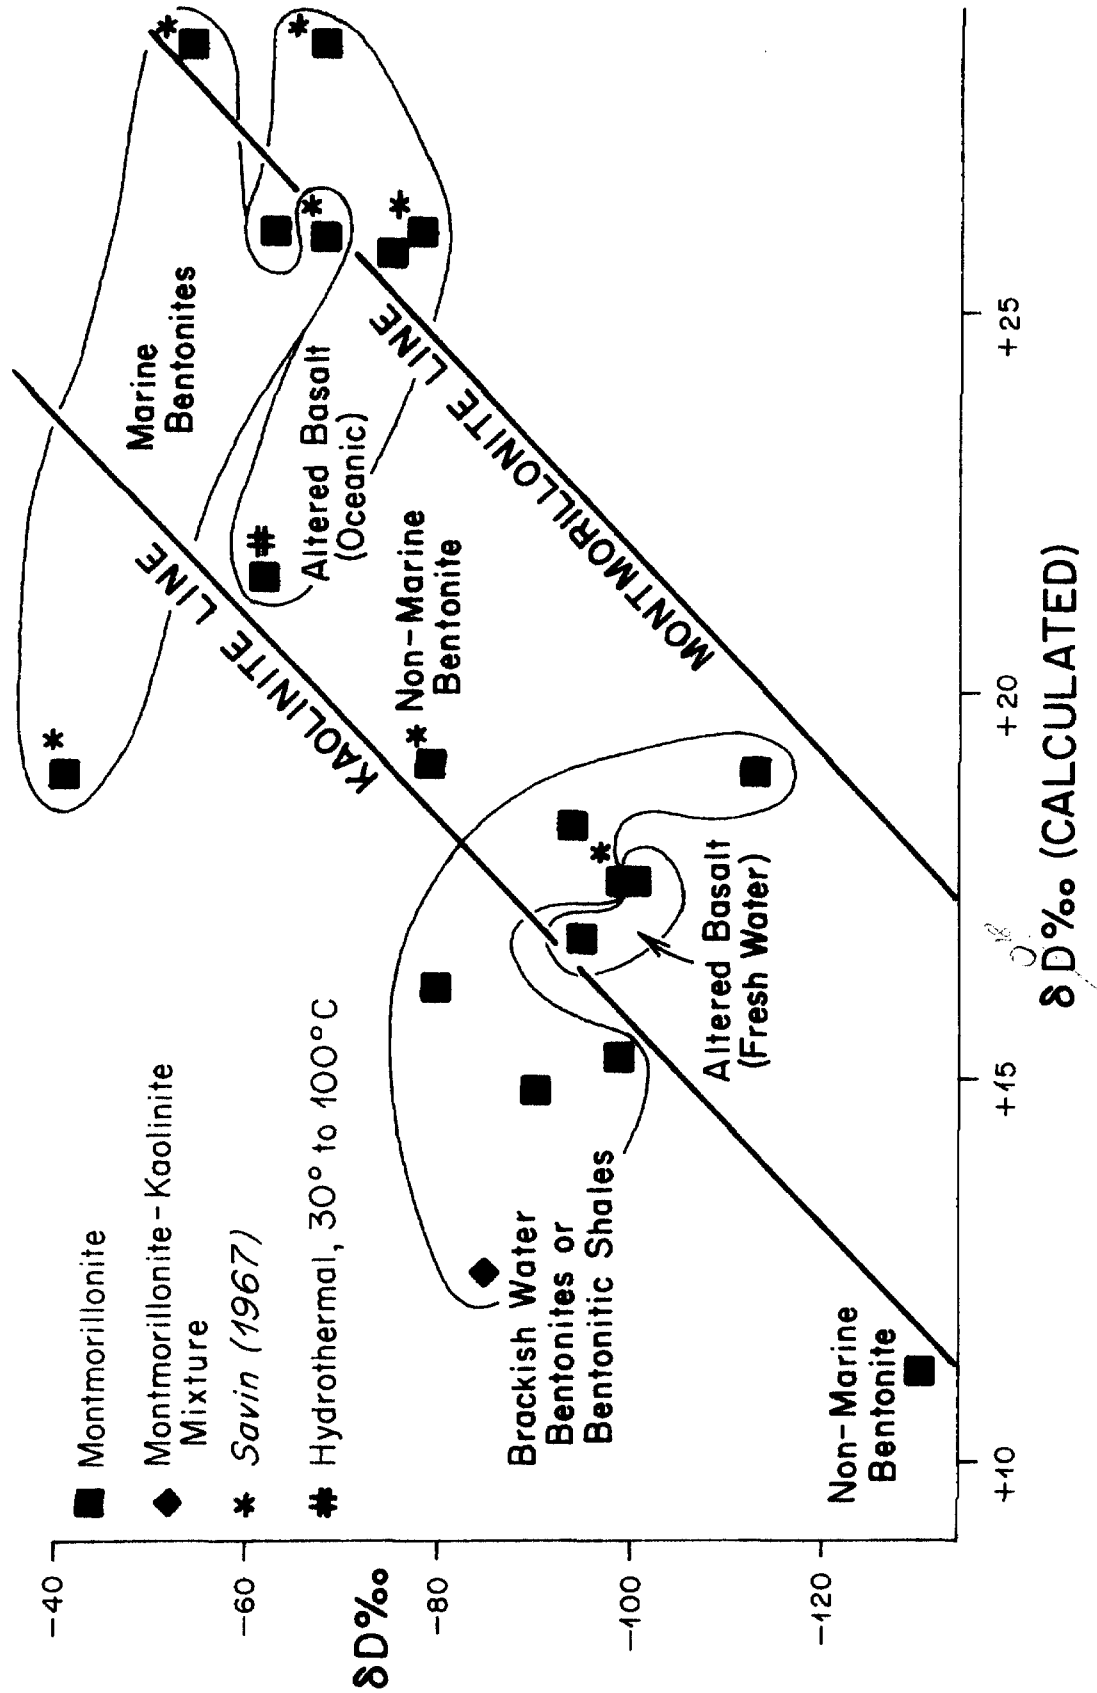 ■ Montmorillonite
◆ Montmorillonite-Kaolinite
Mixture
* Savin (1967)
# Hydrothermal, 30° to 100°C
-40
-60
-80
-100
-120
δD‰
Marine
Bentonites
KAOLINITE LINE
#
Altered Basalt
(Oceanic)
Non-Marine
Bentonite
MONTMORILLONITE LINE
Brackish Water
Bentonites or
Bentonitic Shales
Altered Basalt
(Fresh Water)
Non-Marine
Bentonite
+10
+15
+20
+25
O18
δD‰ (CALCULATED)